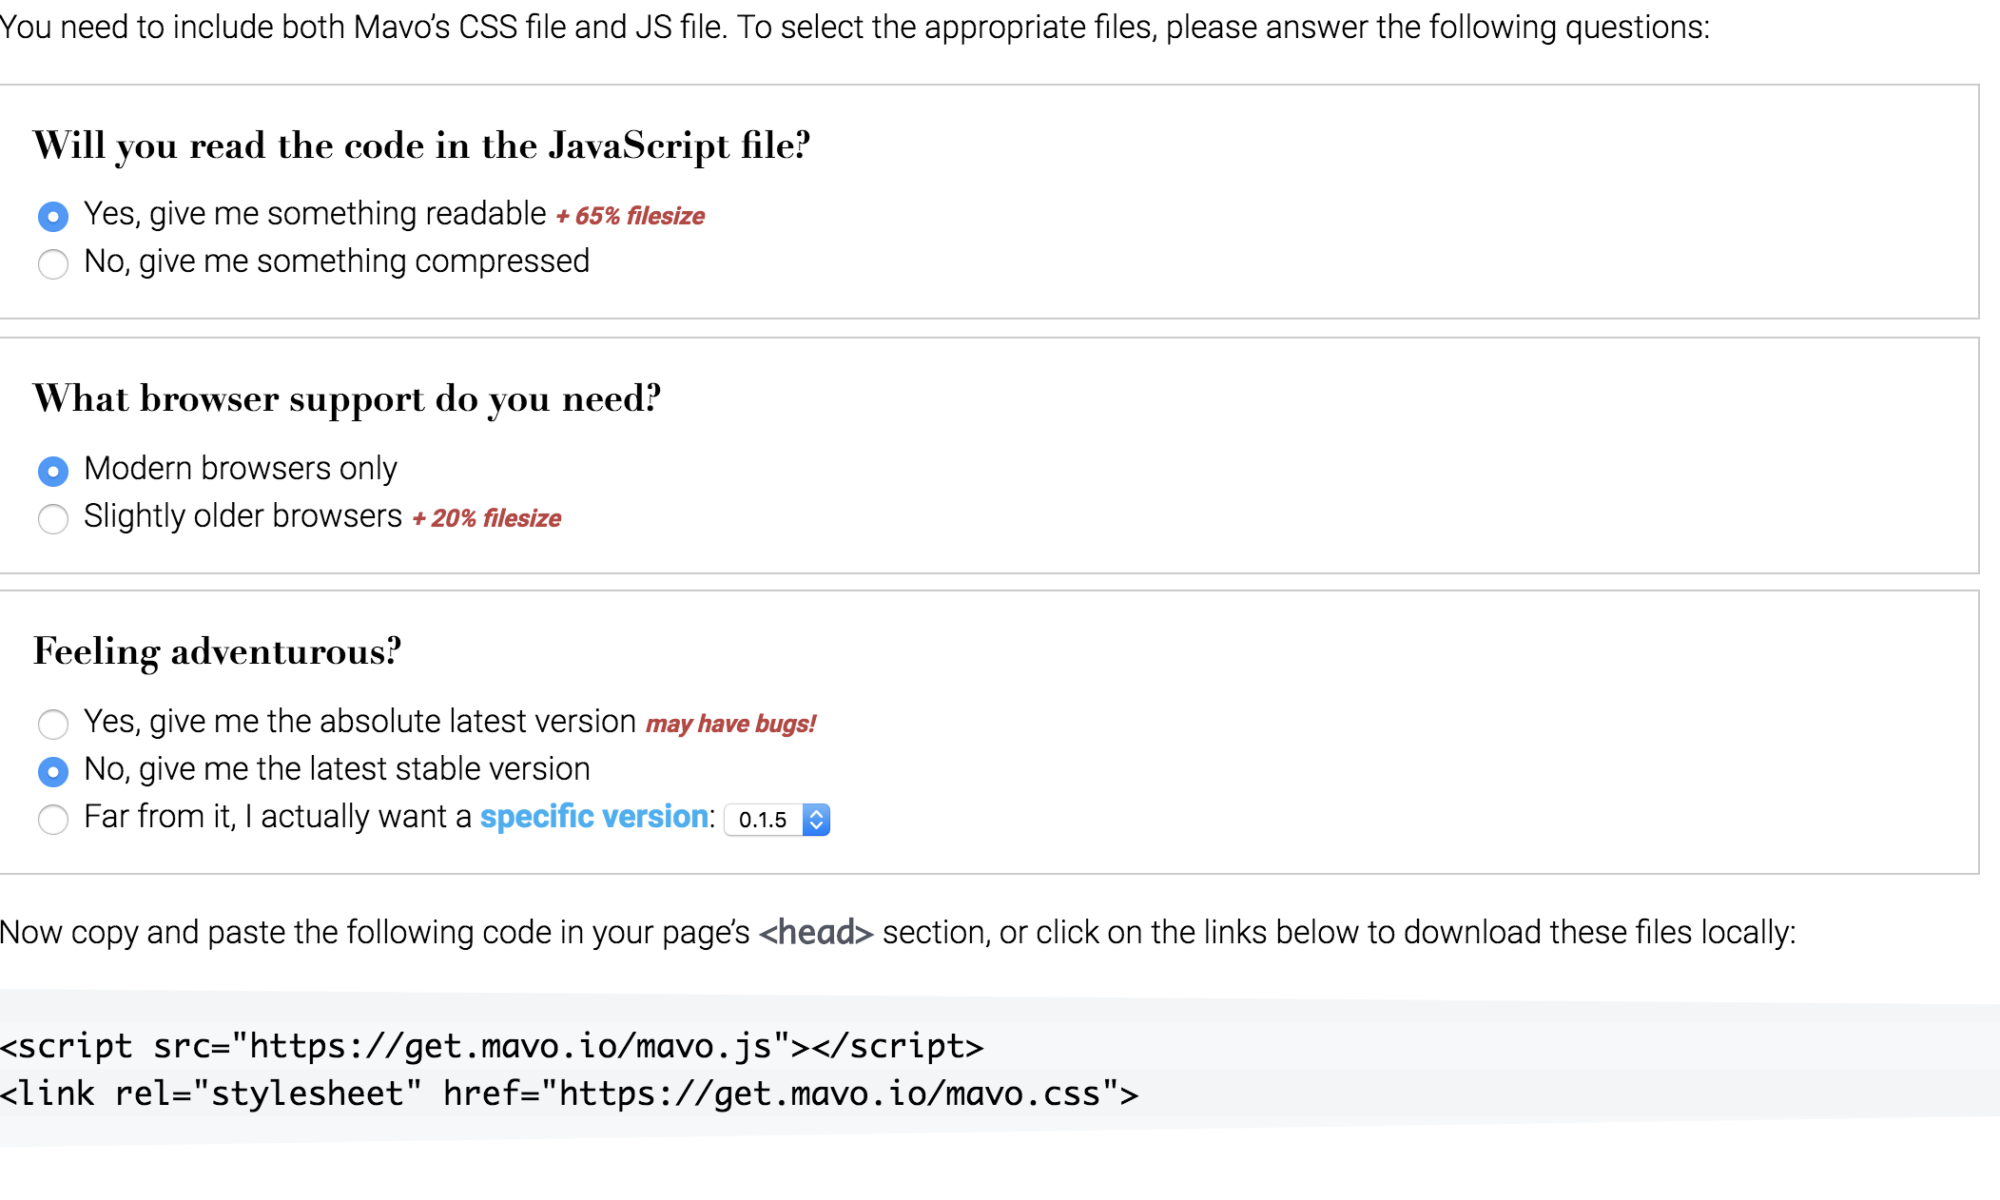 You need to include both Mavo’s CSS file and JS file. To select the appropriate files, please answer the following questions:
Will you read the code in the JavaScript file?
Yes, give me something readable + 65% filesize
No, give me something compressed
What browser support do you need?
Modern browsers only
Slightly older browsers + 20% filesize
Feeling adventurous?
Yes, give me the absolute latest version may have bugs!
No, give me the latest stable version
Far from it, I actually want a specific version: 0.1.5
Now copy and paste the following code in your page’s <head> section, or click on the links below to download these files locally:
<script src="https://get.mavo.io/mavo.js"></script>
<link rel="stylesheet" href="https://get.mavo.io/mavo.css">